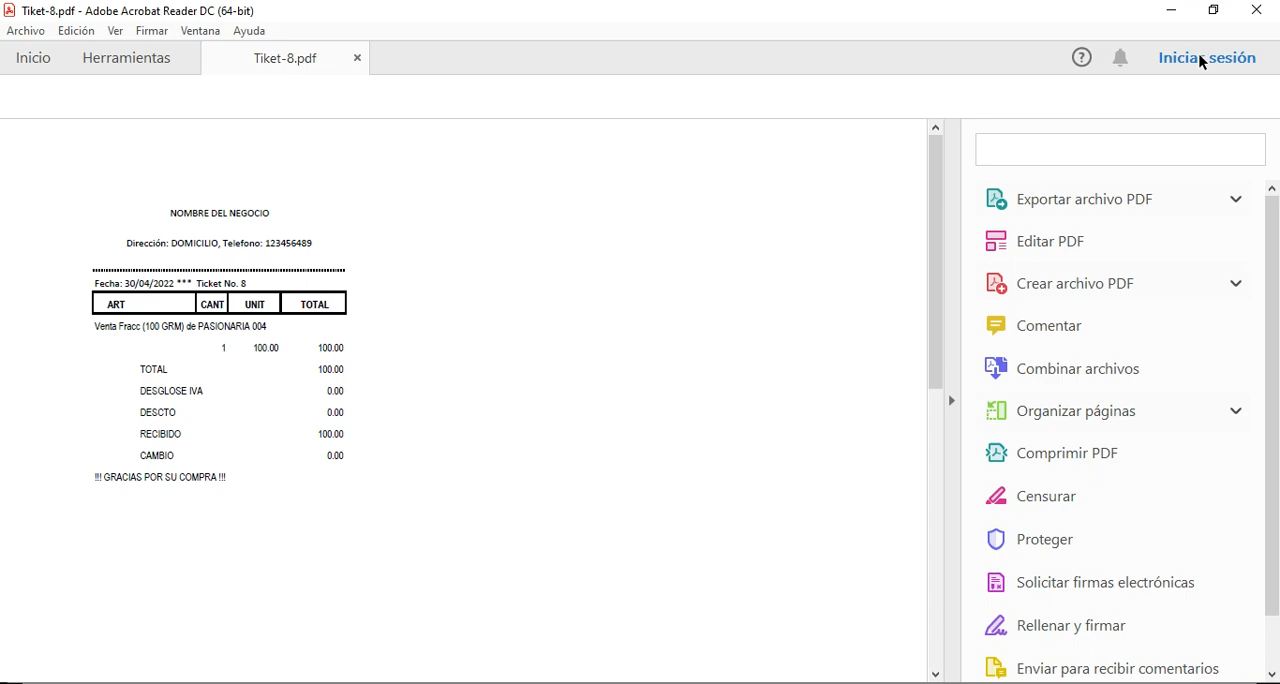 Tiket-8.pdf - Adobe Acrobat Reader DC (64-bit)
Archivo Edición Ver Firmar Ventana Ayuda
Inicio Herramientas Tiket-8.pdf Iniciar sesión
NOMBRE DEL NEGOCIO
Dirección: DOMICILIO, Telefono: 123456489
Fecha: 30/04/2022 *** Ticket No. 8
ART CANT UNIT TOTAL
Venta Fracc (100 GRM) de PASIONARIA 004
1 100.00 100.00
TOTAL 100.00
DESGLOSE IVA 0.00
DESCTO 0.00
RECIBIDO 100.00
CAMBIO 0.00
!!! GRACIAS POR SU COMPRA !!!
Exportar archivo PDF
Editar PDF
Crear archivo PDF
Comentar
Combinar archivos
Organizar páginas
Comprimir PDF
Censurar
Proteger
Solicitar firmas electrónicas
Rellenar y firmar
Enviar para recibir comentarios